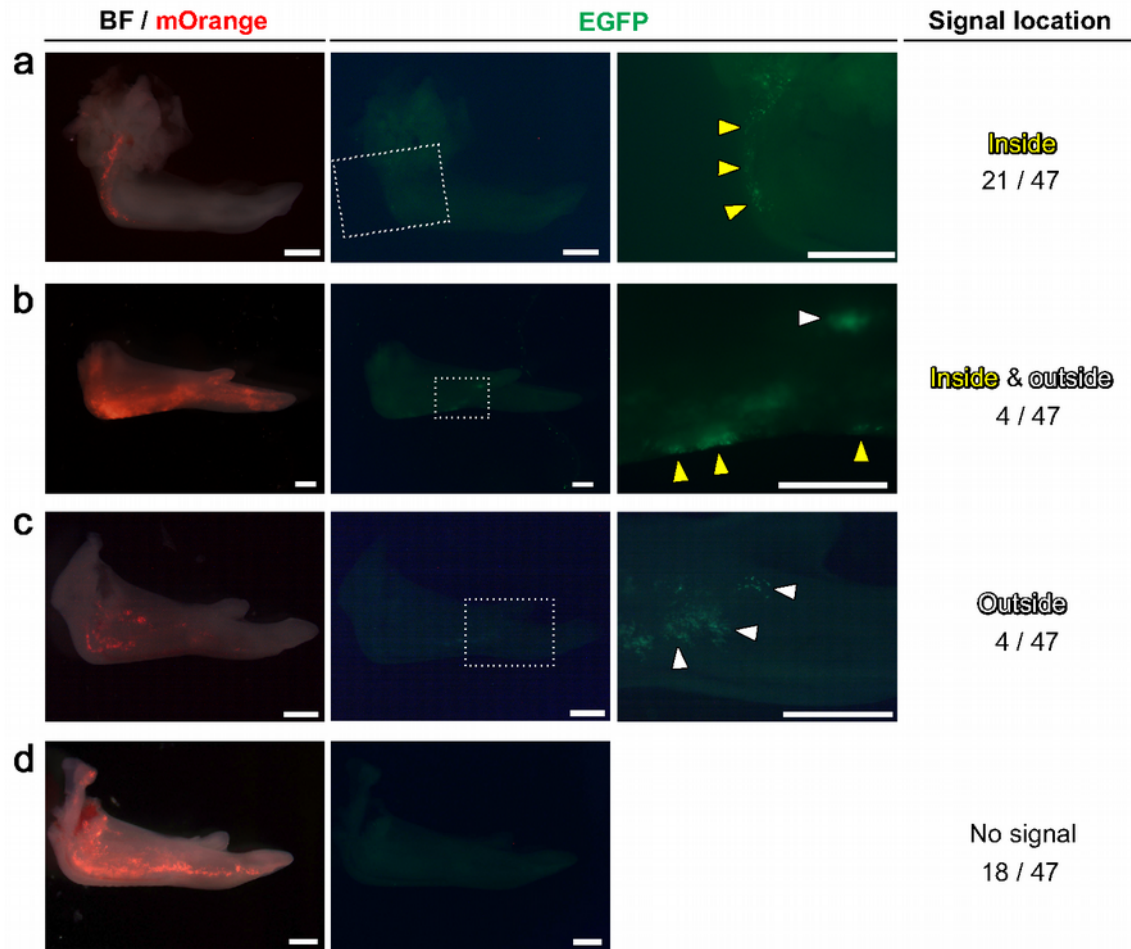 BF / mOrange EGFP Signal location
a
Inside
21 / 47
b
Inside & outside
4 / 47
c
Outside
4 / 47
d
No signal
18 / 47